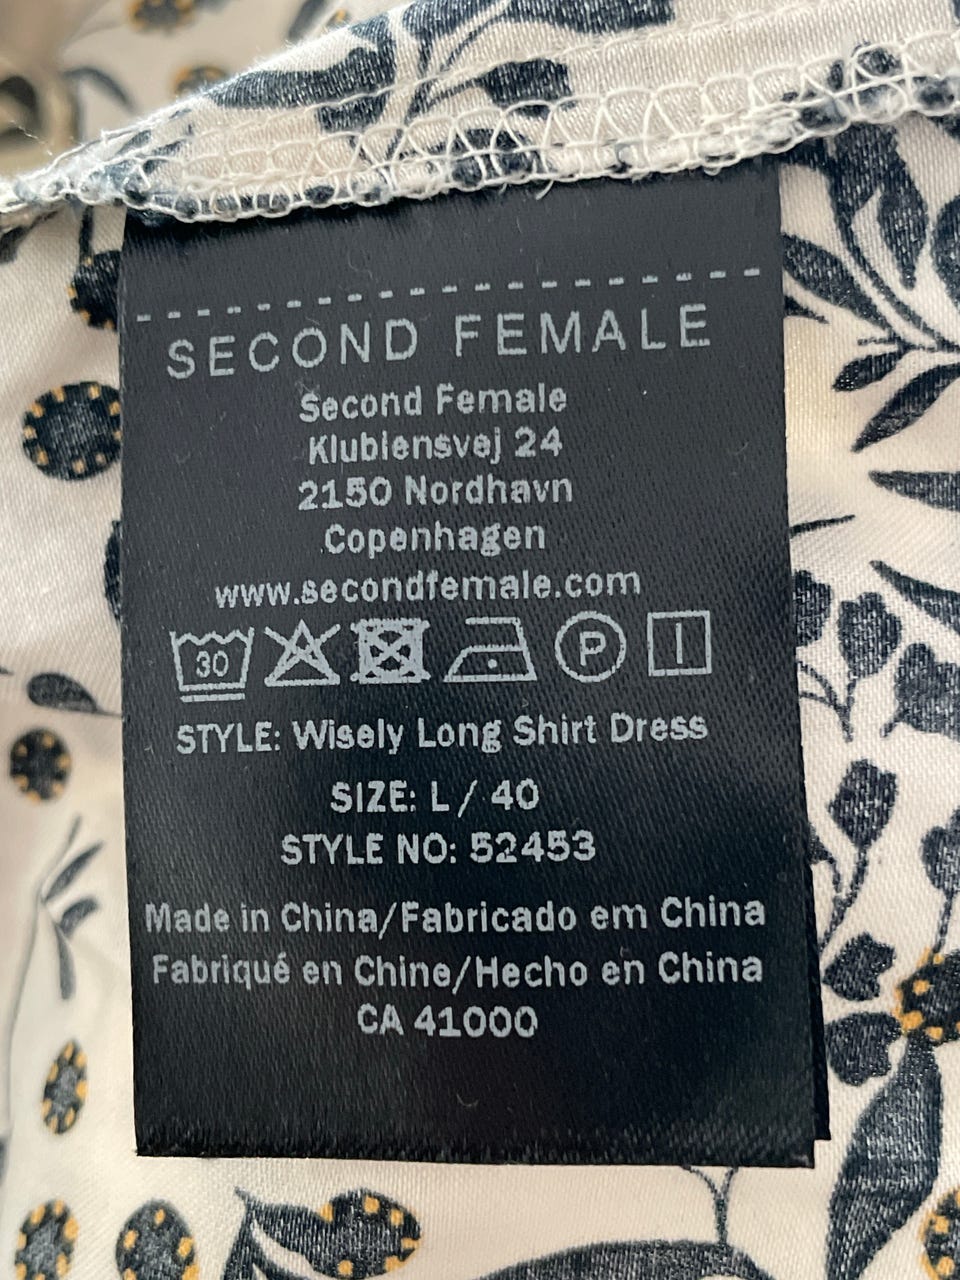 SECOND FEMALE
Second Female
Klubiensvej 24
2150 Nordhavn
Copenhagen
www.secondfemale.com
30 P
STYLE: Wisely Long Shirt Dress
SIZE: L / 40
STYLE NO: 52453
Made in China/Fabricado em China
Fabriqué en Chine/Hecho en China
CA 41000